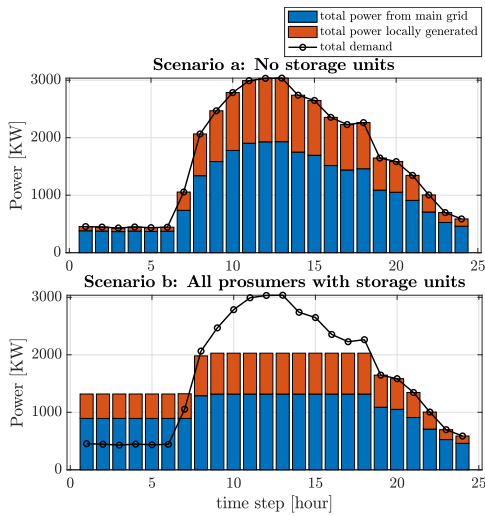 total power from main grid
total power locally generated
total demand
Scenario a: No storage units
3000
2000
1000
0
Power [KW]
0 5 10 15 20 25
Scenario b: All prosumers with storage units
3000
2000
1000
0
Power [KW]
0 5 10 15 20 25
time step [hour]